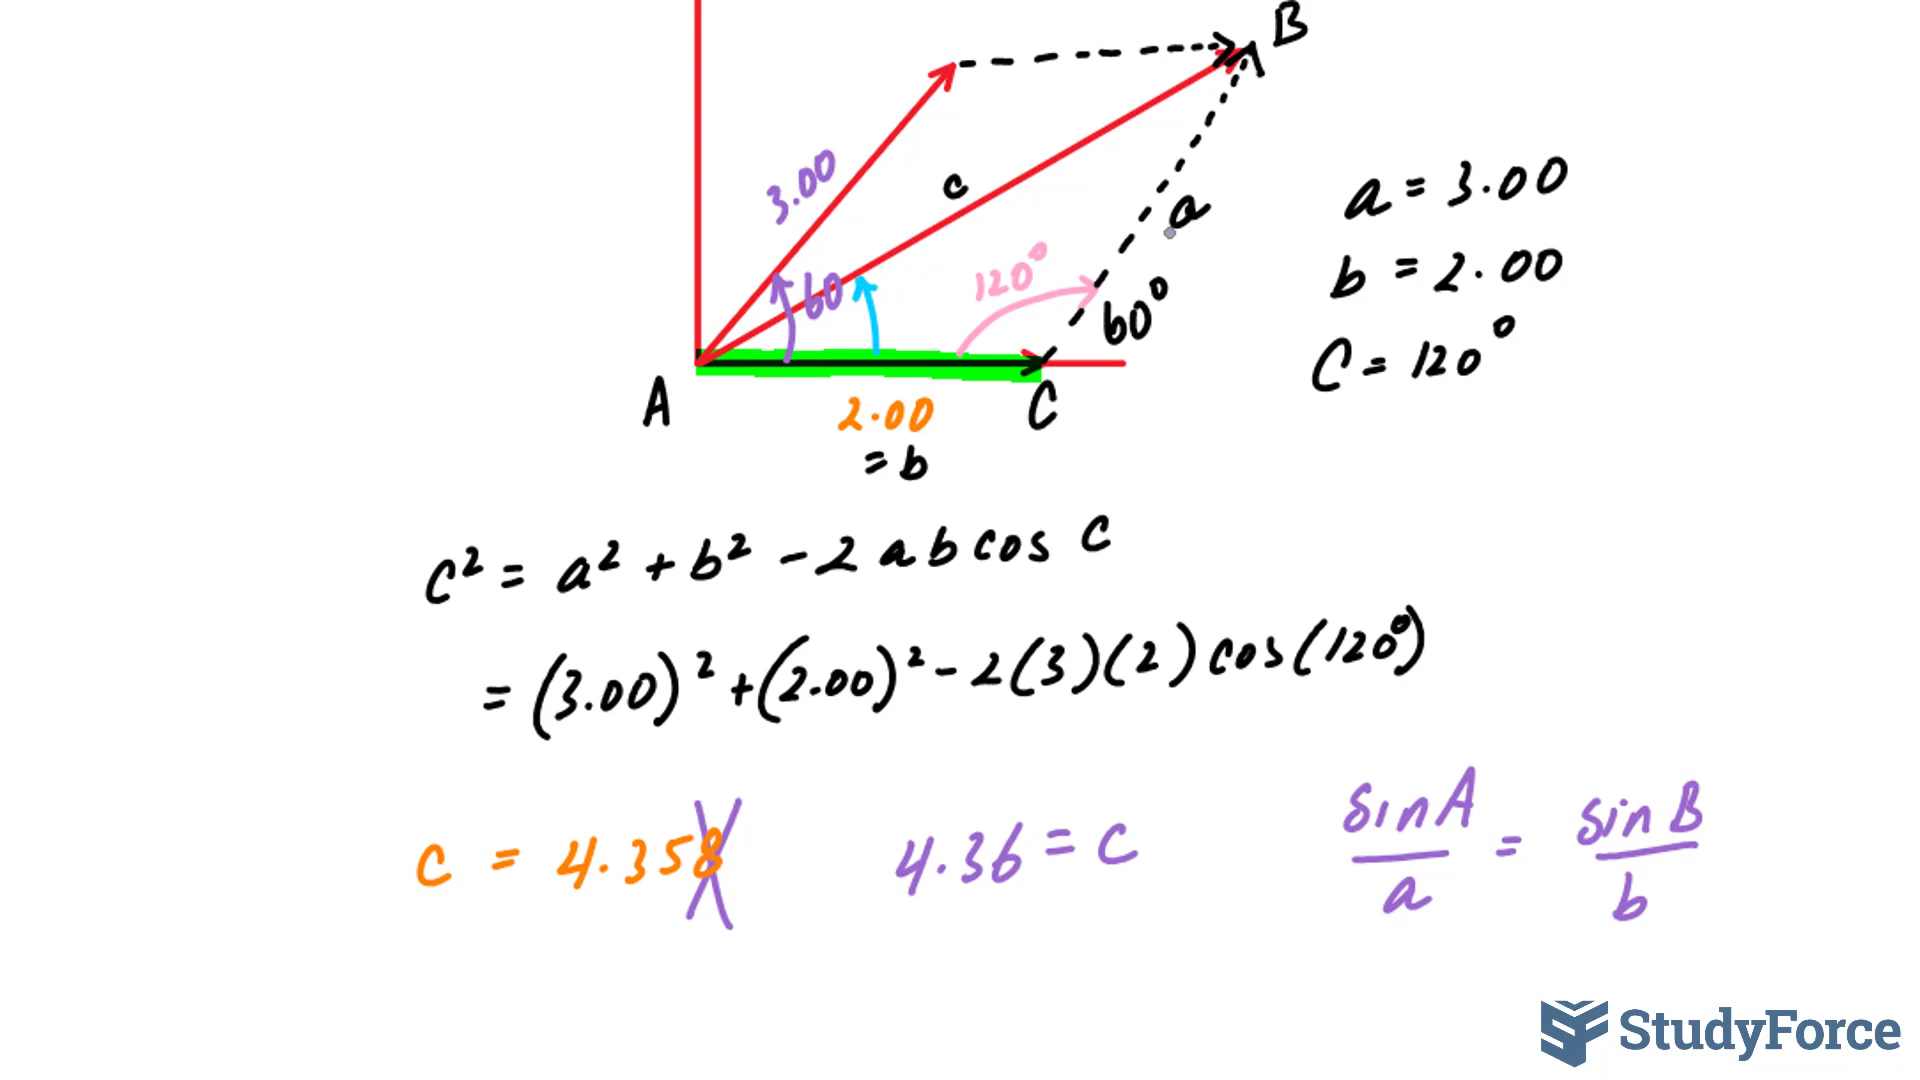 B
3.00
c
a
a = 3.00
60
120°
60°
b = 2.00
C = 120°
A
2.00
C
= b
c² = a² + b² - 2 a b cos C
= (3.00)² + (2.00)² - 2(3)(2) cos(120°)
c = 4.358
4.36 = c
sin A / a = sin B / b
StudyForce